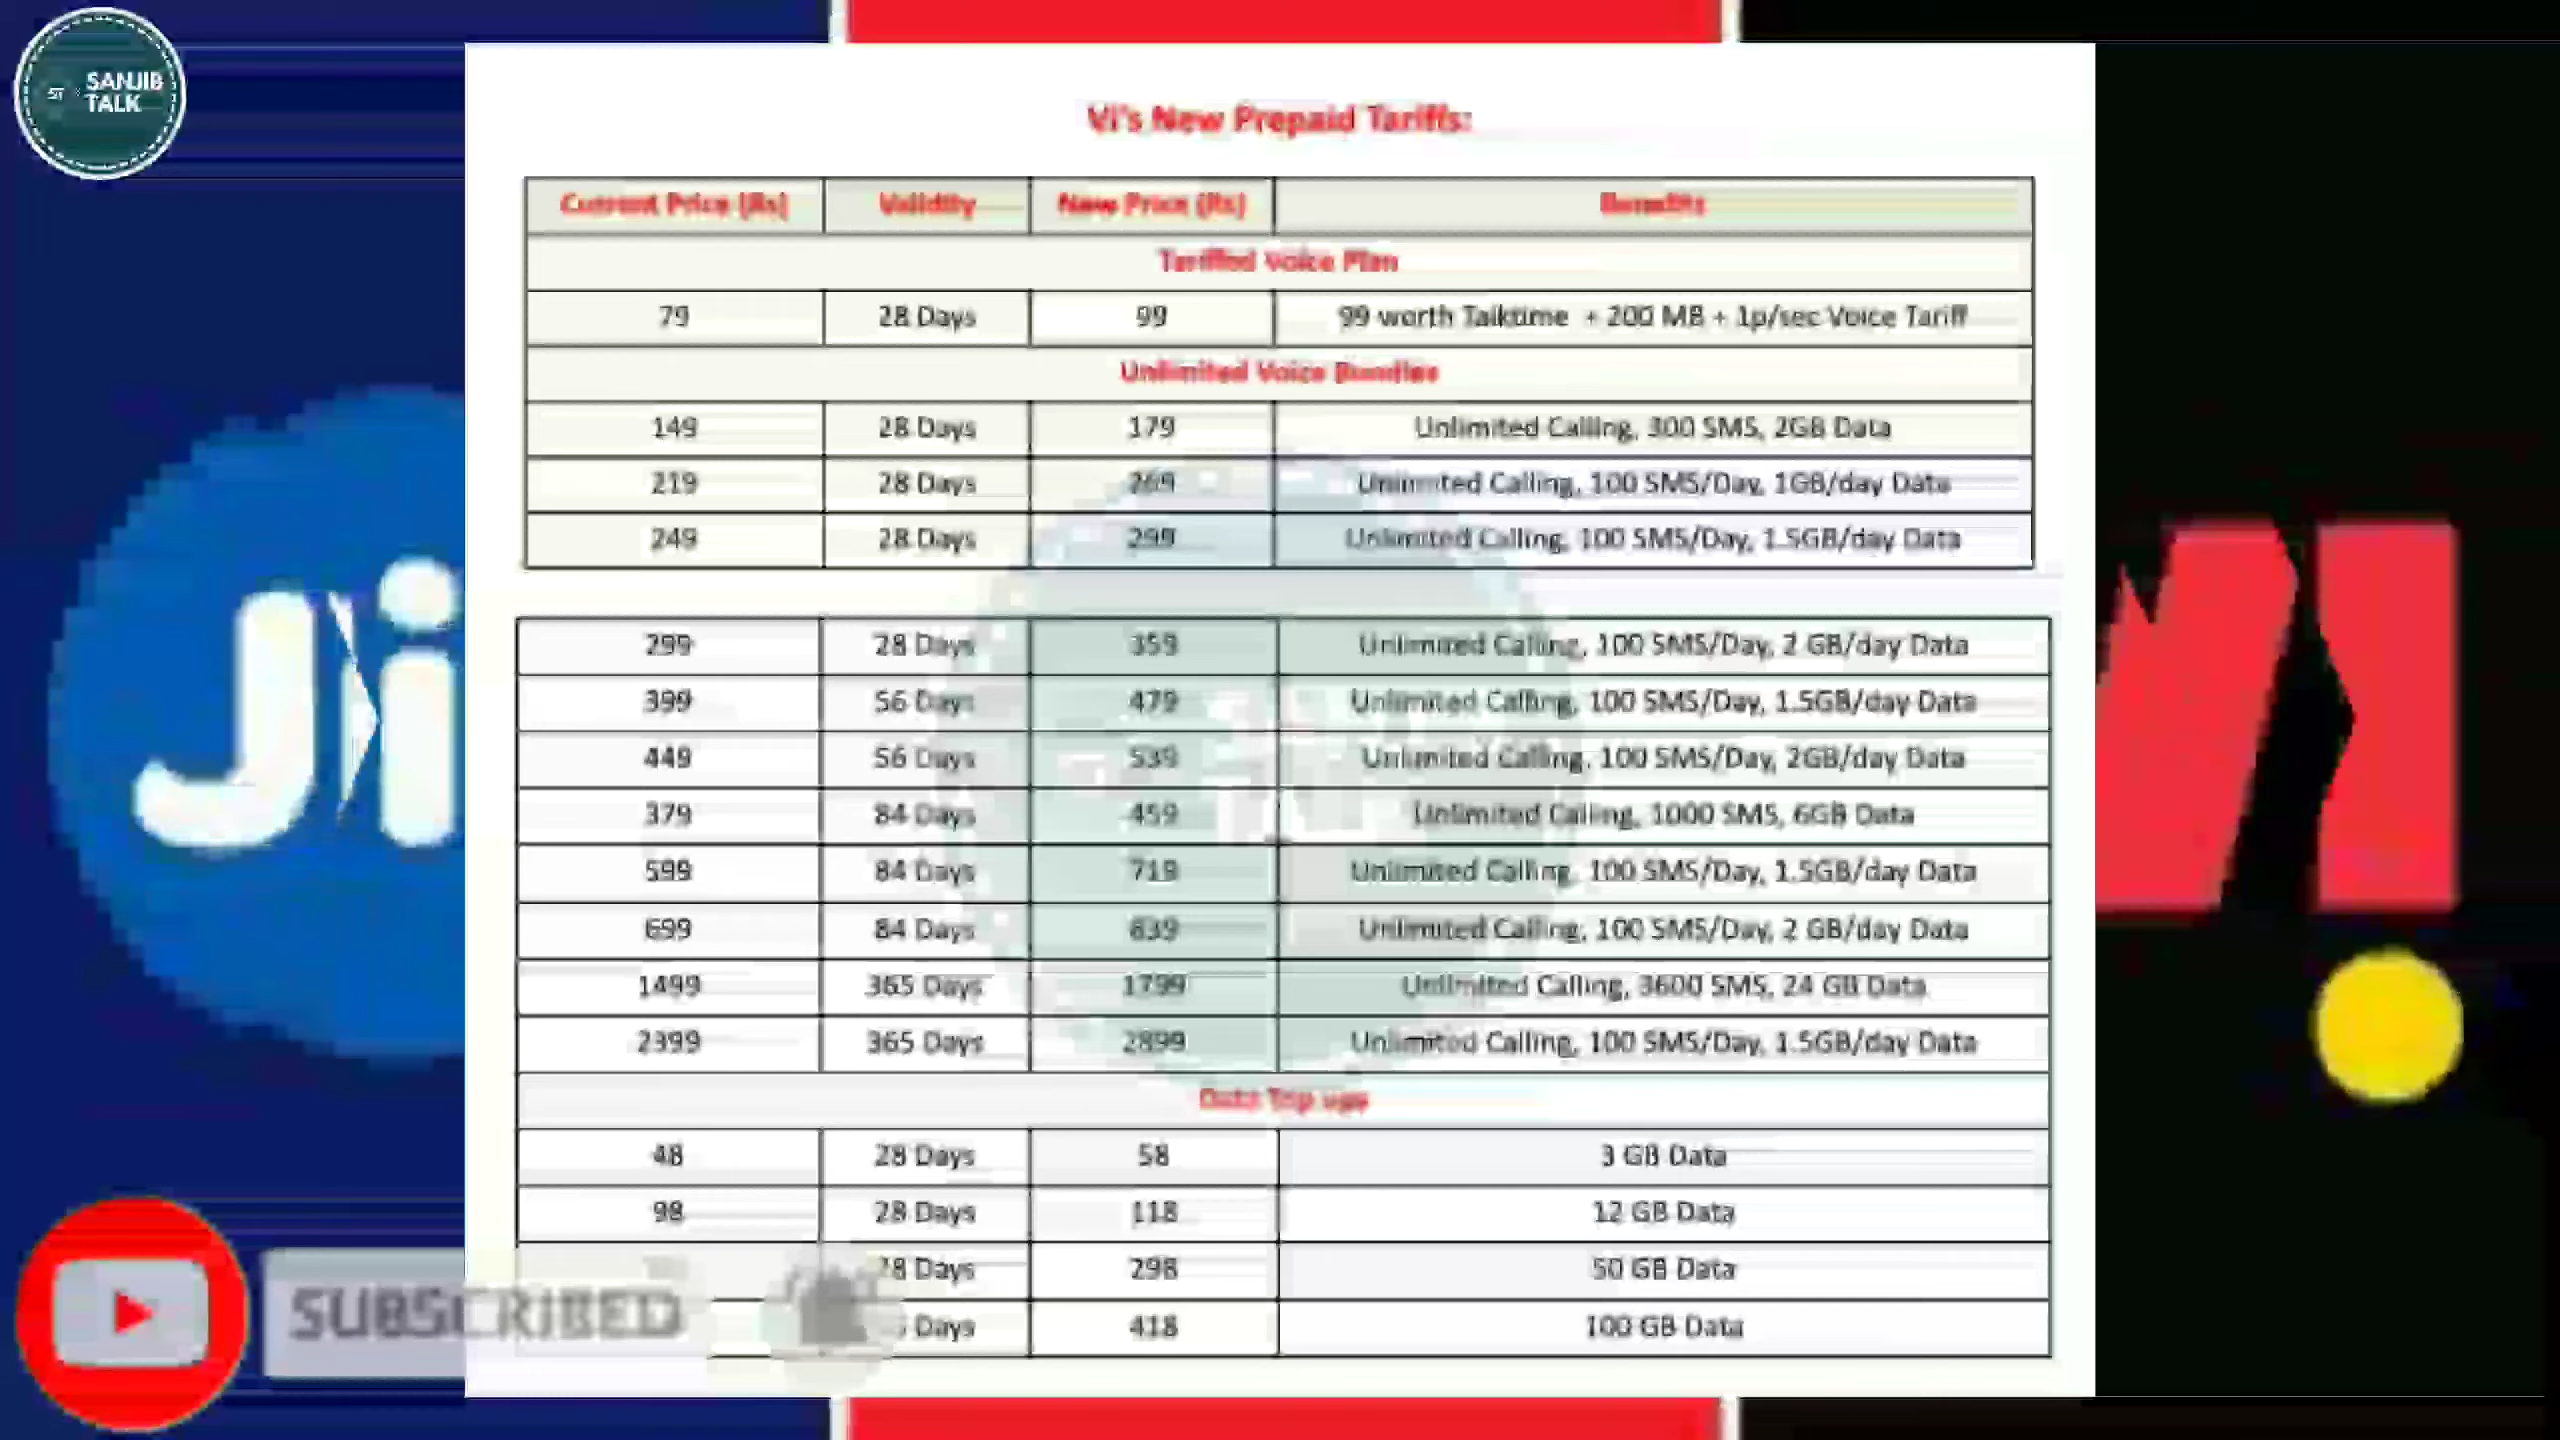 ST SANJIB
TALK
Vi's New Prepaid Tariffs:
Current Price (Rs) Validity New Price (Rs) Benefits
Tariffed Voice Plan
79 28 Days 99 99 worth Talktime + 200 MB + 1p/sec Voice Tariff
Unlimited Voice Bundles
149 28 Days 179 Unlimited Calling, 300 SMS, 2GB Data
219 28 Days 269 Unlimited Calling, 100 SMS/Day, 1GB/day Data
249 28 Days 299 Unlimited Calling, 100 SMS/Day, 1.5GB/day Data
299 28 Days 359 Unlimited Calling, 100 SMS/Day, 2 GB/day Data
399 56 Days 479 Unlimited Calling, 100 SMS/Day, 1.5GB/day Data
449 56 Days 539 Unlimited Calling, 100 SMS/Day, 2GB/day Data
379 84 Days 459 Unlimited Calling, 1000 SMS, 6GB Data
599 84 Days 719 Unlimited Calling, 100 SMS/Day, 1.5GB/day Data
699 84 Days 839 Unlimited Calling, 100 SMS/Day, 2 GB/day Data
1499 365 Days 1799 Unlimited Calling, 3600 SMS, 24 GB Data
2399 365 Days 2899 Unlimited Calling, 100 SMS/Day, 1.5GB/day Data
Data Top ups
48 28 Days 58 3 GB Data
98 28 Days 118 12 GB Data
8 Days 298 50 GB Data
Days 418 100 GB Data
Ji
VI
SUBSCRIBED